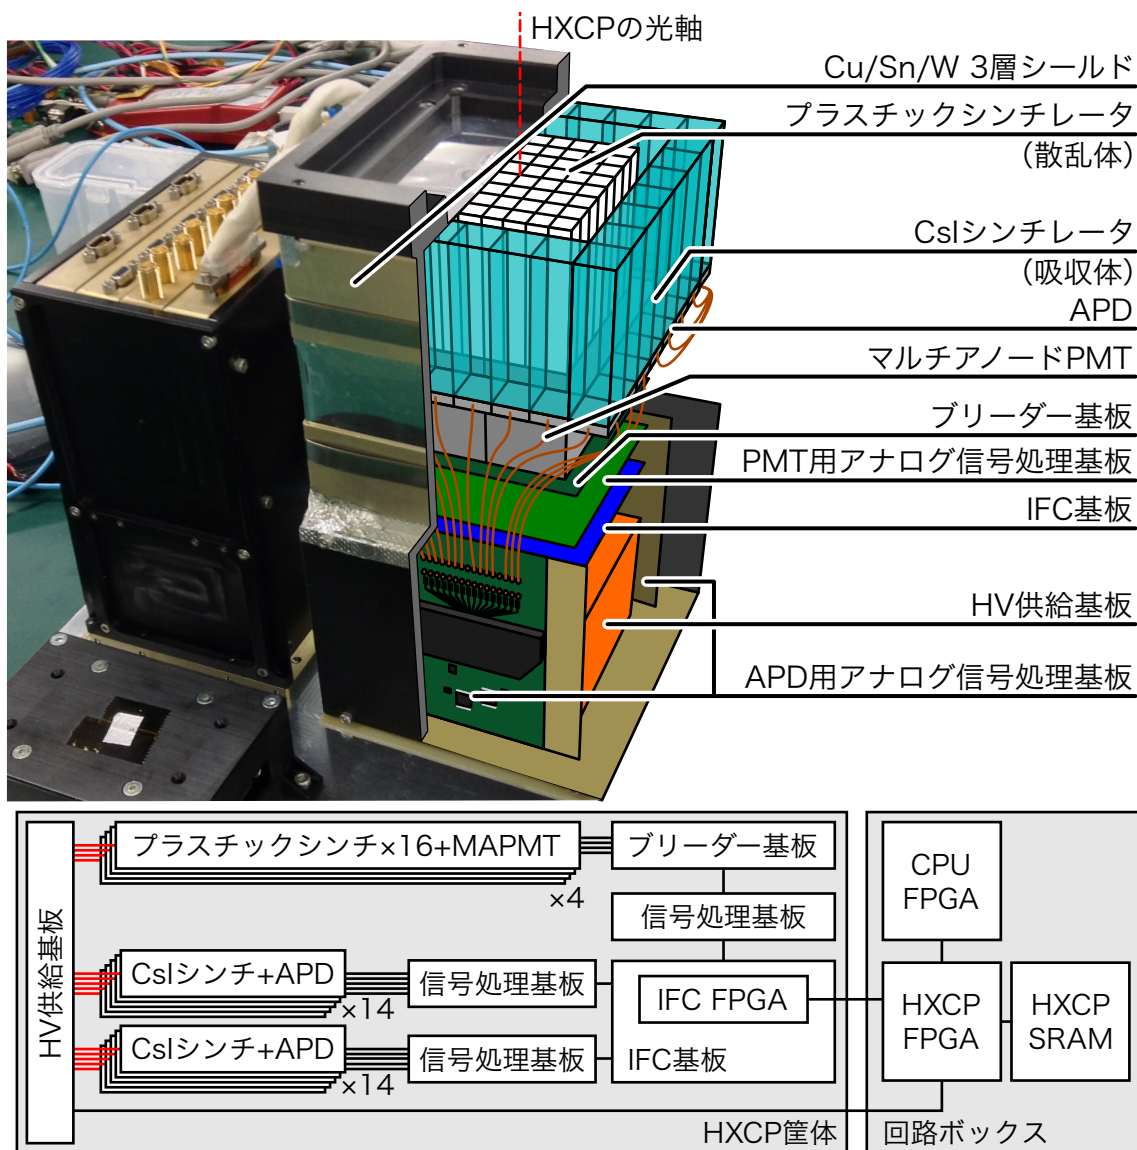 HXCPの光軸
Cu/Sn/W 3層シールド
プラスチックシンチレータ
(散乱体)
CsIシンチレータ
(吸収体)
APD
マルチアノードPMT
ブリーダー基板
PMT用アナログ信号処理基板
IFC基板
HV供給基板
APD用アナログ信号処理基板
HV供給基板
プラスチックシンチ×16+MAPMT
×4
ブリーダー基板
信号処理基板
CsIシンチ+APD
×14
信号処理基板
CsIシンチ+APD
×14
信号処理基板
IFC FPGA
IFC基板
HXCP筐体
CPU
FPGA
HXCP
FPGA
HXCP
SRAM
回路ボックス